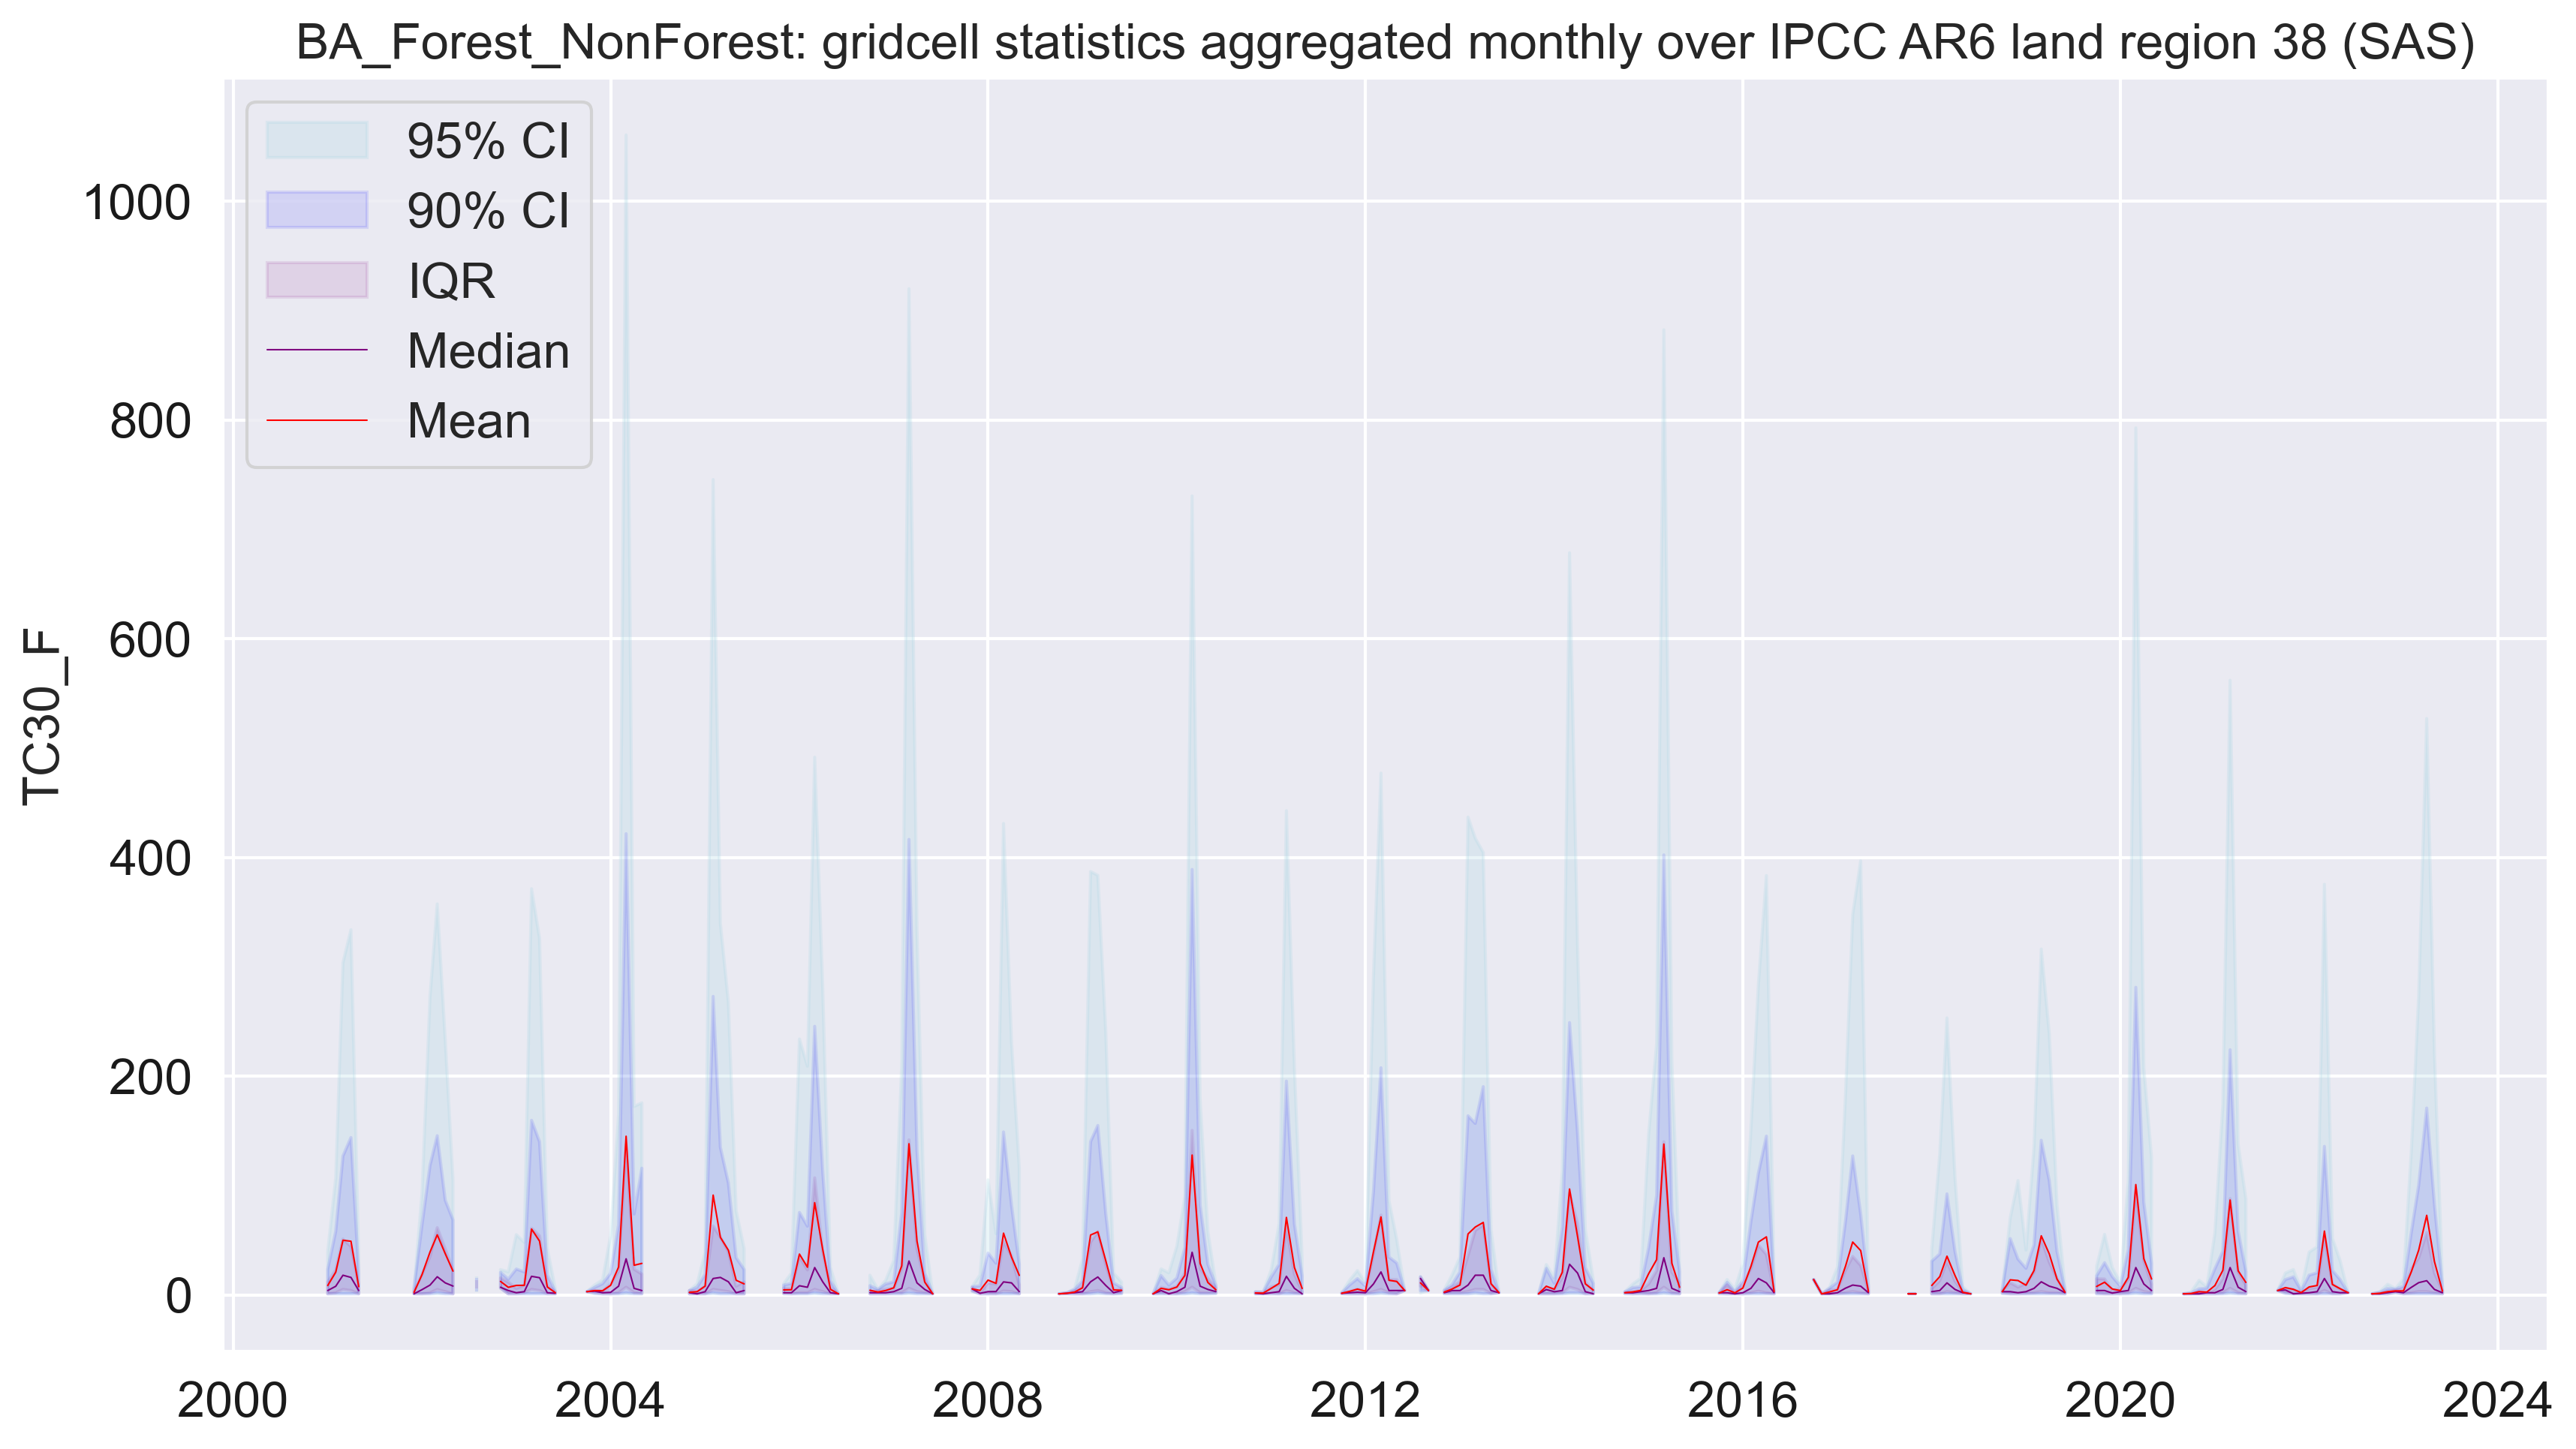 BA_Forest_NonForest: gridcell statistics aggregated monthly over IPCC AR6 land region 38 (SAS)
95% CI
90% CI
IQR
Median
Mean
TC30_F
1000
800
600
400
200
0
2000 2004 2008 2012 2016 2020 2024